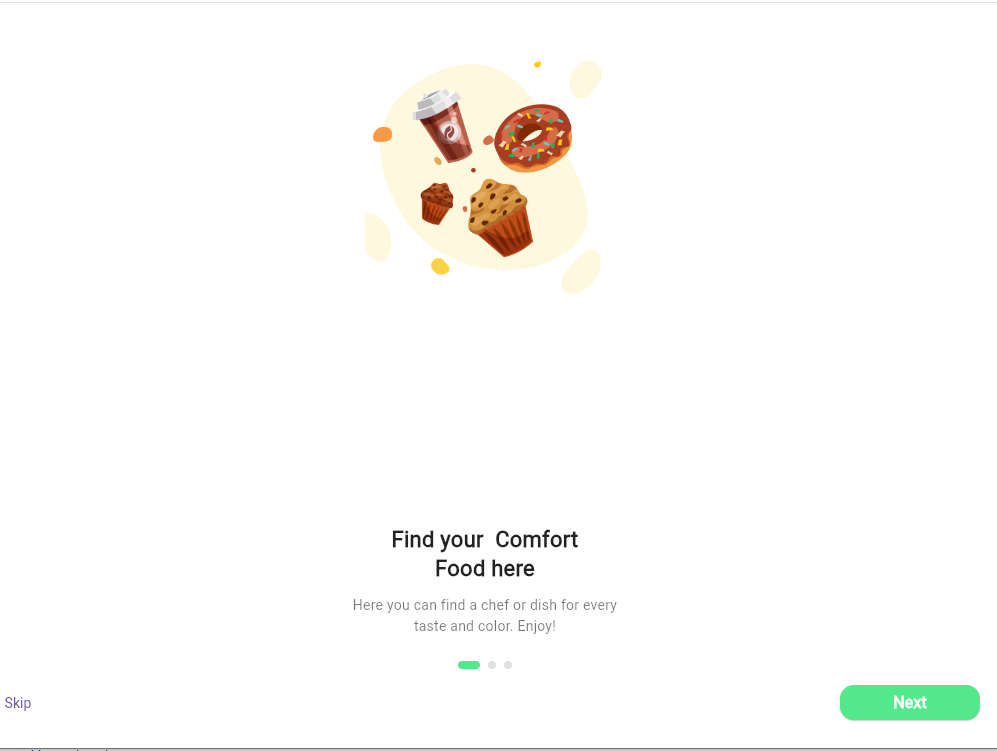 Find your  Comfort
Food here
Here you can find a chef or dish for every
taste and color. Enjoy!
Skip
Next